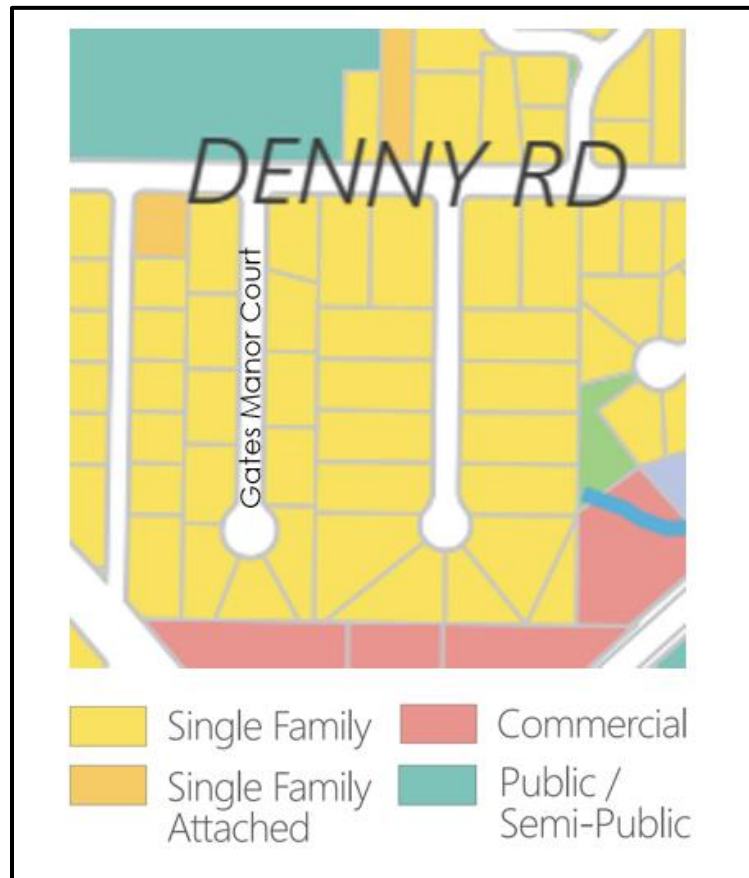 DENNY RD
Gates Manor Court
Single Family
Commercial
Single Family
Attached
Public /
Semi-Public